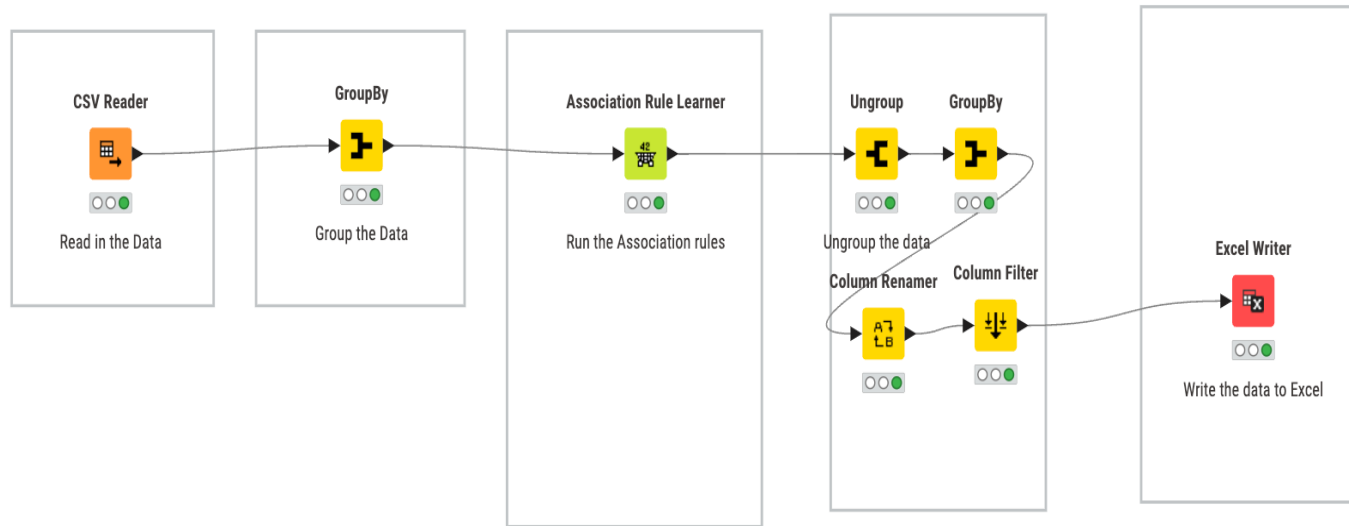 CSV Reader
Read in the Data
GroupBy
Group the Data
Association Rule Learner
42
Run the Association rules
Ungroup
GroupBy
Ungroup the data
Column Renamer
A
B
Column Filter
Excel Writer
X
Write the data to Excel